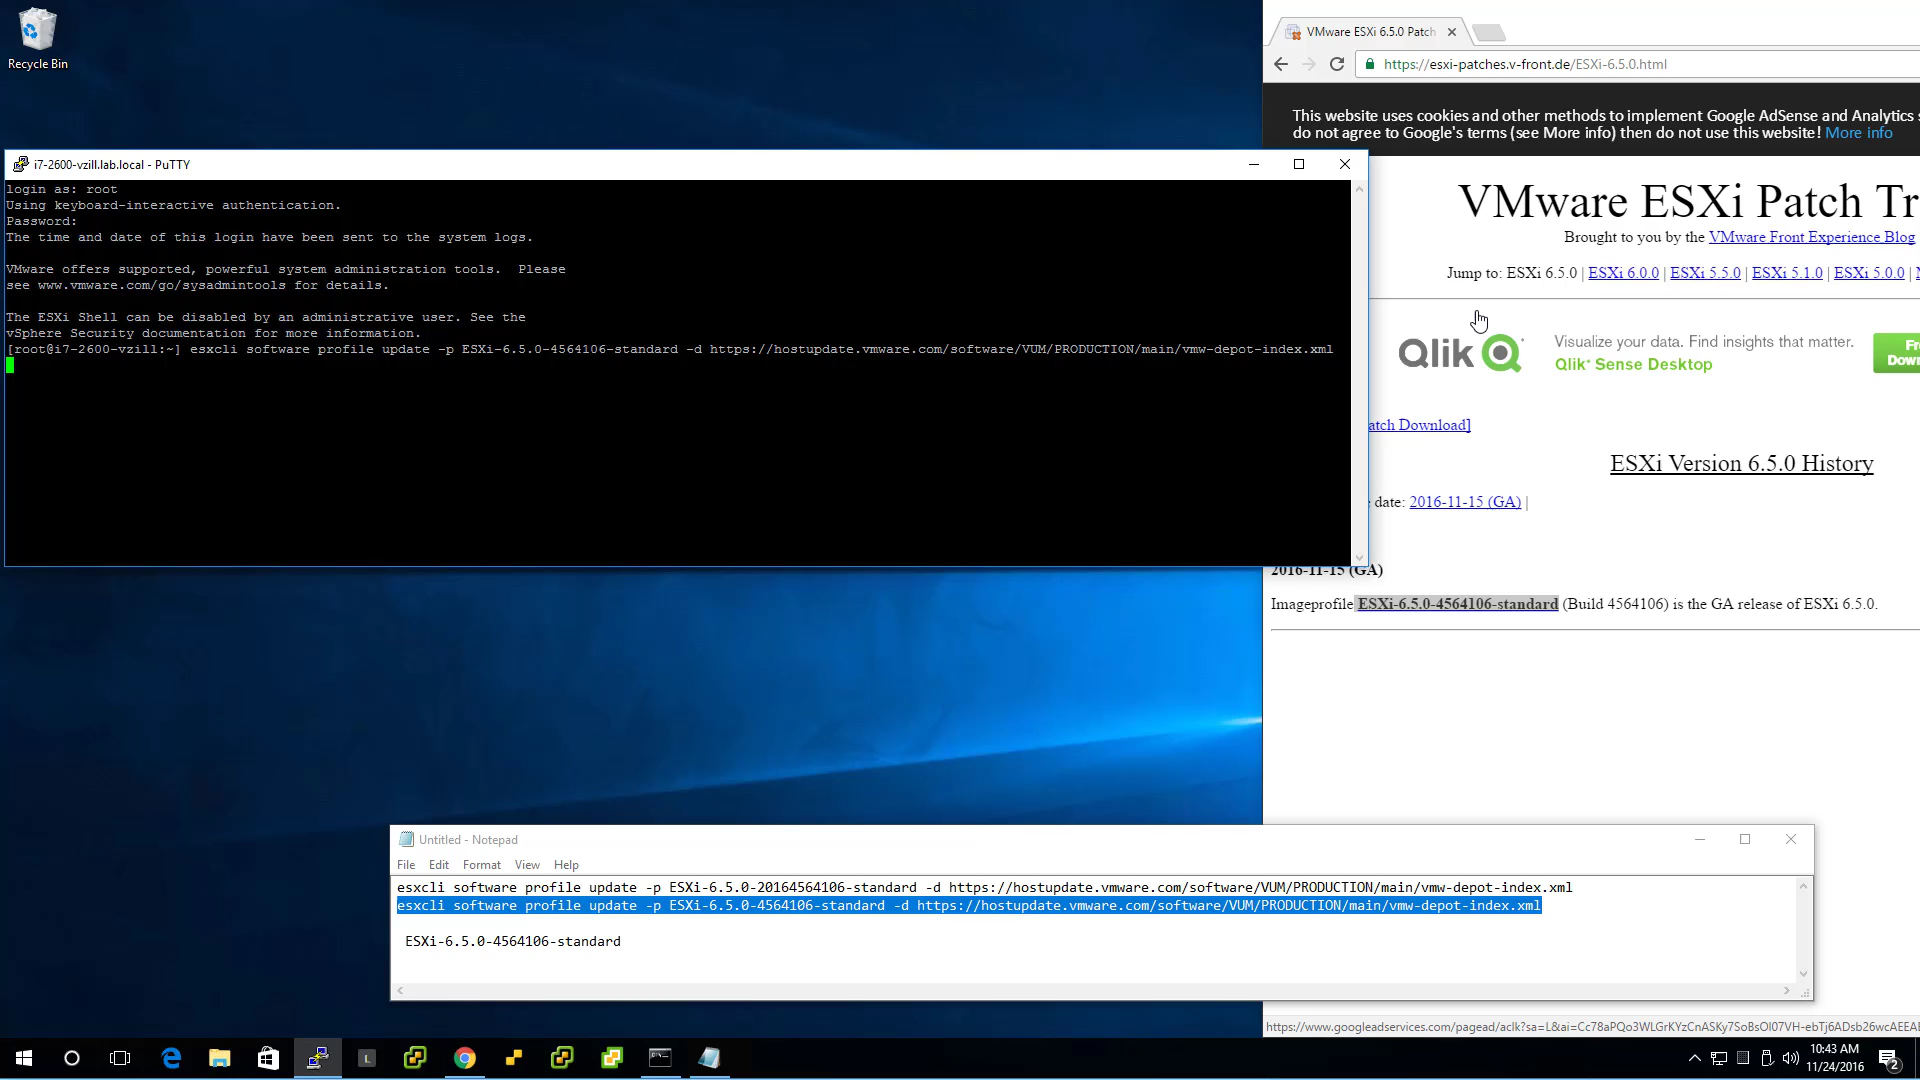 Recycle Bin
i7-2600-vzill.lab.local - PuTTY
login as: root
Using keyboard-interactive authentication.
Password:
The time and date of this login have been sent to the system logs.
VMware offers supported, powerful system administration tools.  Please
see www.vmware.com/go/sysadmintools for details.
The ESXi Shell can be disabled by an administrative user. See the
vSphere Security documentation for more information.
[root@i7-2600-vzill:~] esxcli software profile update -p ESXi-6.5.0-4564106-standard -d https://hostupdate.vmware.com/software/VUM/PRODUCTION/main/vmw-depot-index.xml
VMware ESXi 6.5.0 Patch
https://esxi-patches.v-front.de/ESXi-6.5.0.html
This website uses cookies and other methods to implement Google AdSense and Analytics s
do not agree to Google's terms (see More info) then do not use this website! More info
VMware ESXi Patch Tr
Brought to you by the VMware Front Experience Blog
Jump to: ESXi 6.5.0 | ESXi 6.0.0 | ESXi 5.5.0 | ESXi 5.1.0 | ESXi 5.0.0 |
Qlik
Visualize your data. Find insights that matter.
Qlik Sense Desktop
Fr
Down
atch Download]
ESXi Version 6.5.0 History
date: 2016-11-15 (GA) |
2016-11-15 (GA)
Imageprofile ESXi-6.5.0-4564106-standard (Build 4564106) is the GA release of ESXi 6.5.0.
Untitled - Notepad
File Edit Format View Help
esxcli software profile update -p ESXi-6.5.0-20164564106-standard -d https://hostupdate.vmware.com/software/VUM/PRODUCTION/main/vmw-depot-index.xml
esxcli software profile update -p ESXi-6.5.0-4564106-standard -d https://hostupdate.vmware.com/software/VUM/PRODUCTION/main/vmw-depot-index.xml
ESXi-6.5.0-4564106-standard
10:43 AM
11/24/2016
2